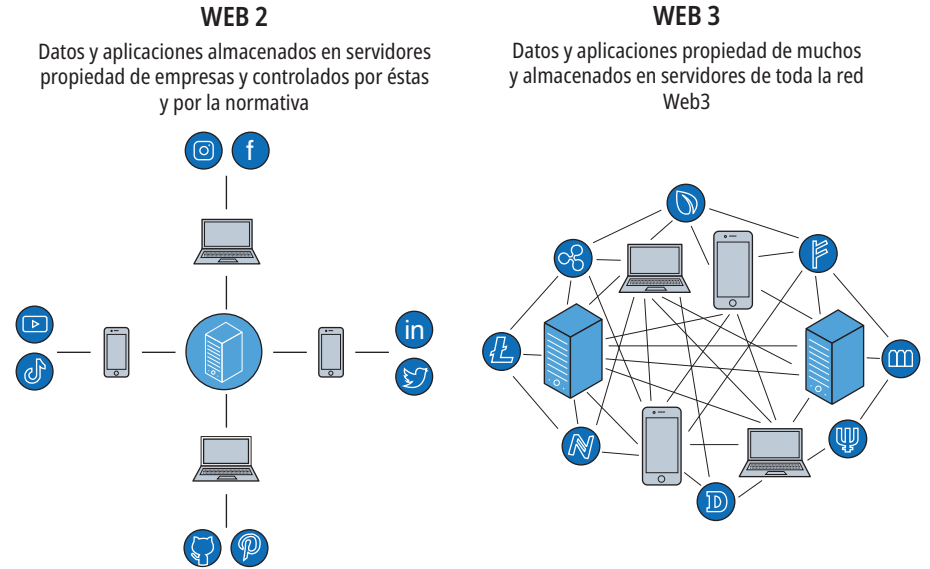 WEB 2
Datos y aplicaciones almacenados en servidores
propiedad de empresas y controlados por éstas
y por la normativa
WEB 3
Datos y aplicaciones propiedad de muchos
y almacenados en servidores de toda la red
Web3
f
in